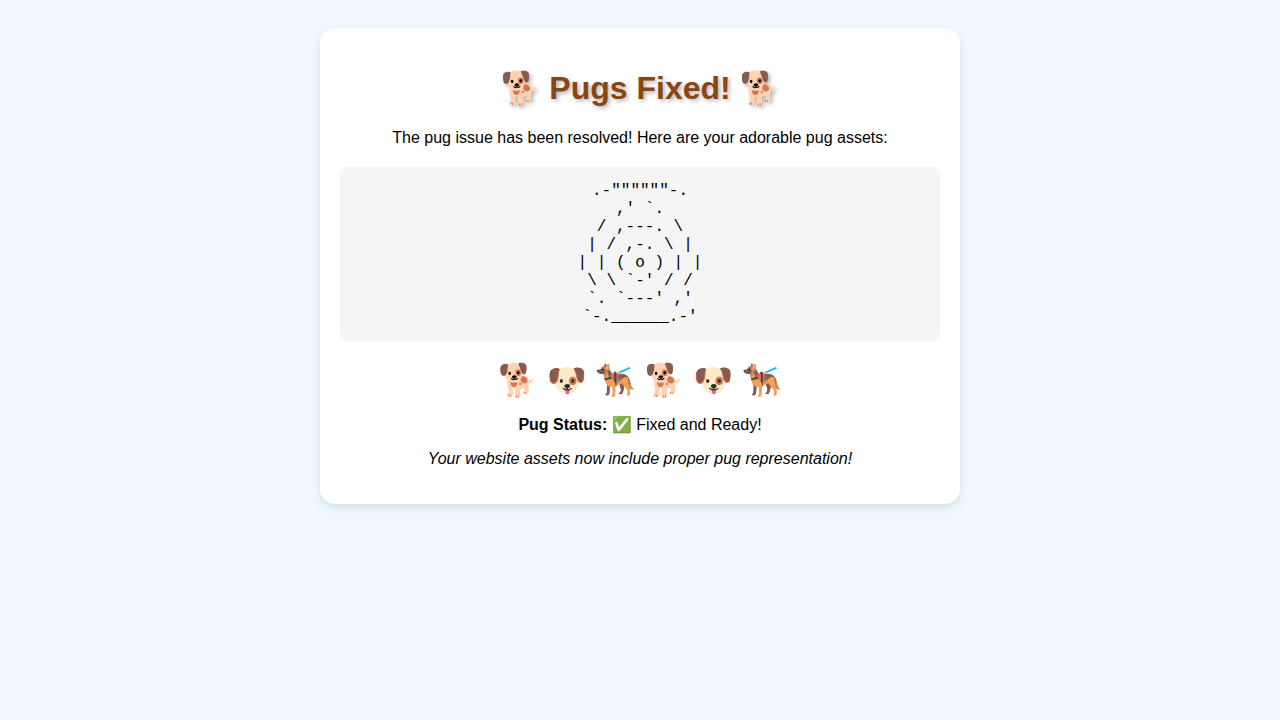 🐕 Pugs Fixed! 🐕
The pug issue has been resolved! Here are your adorable pug assets:
.-""""""-.
,' `.
/ ,---. \
| / ,-. \ |
| | ( o ) | |
\ \ `-' / /
`. `---' ,'
`-.______.-'
🐕 🐶 🐕‍🦺 🐕 🐶 🐕‍🦺
Pug Status: ✅ Fixed and Ready!
Your website assets now include proper pug representation!